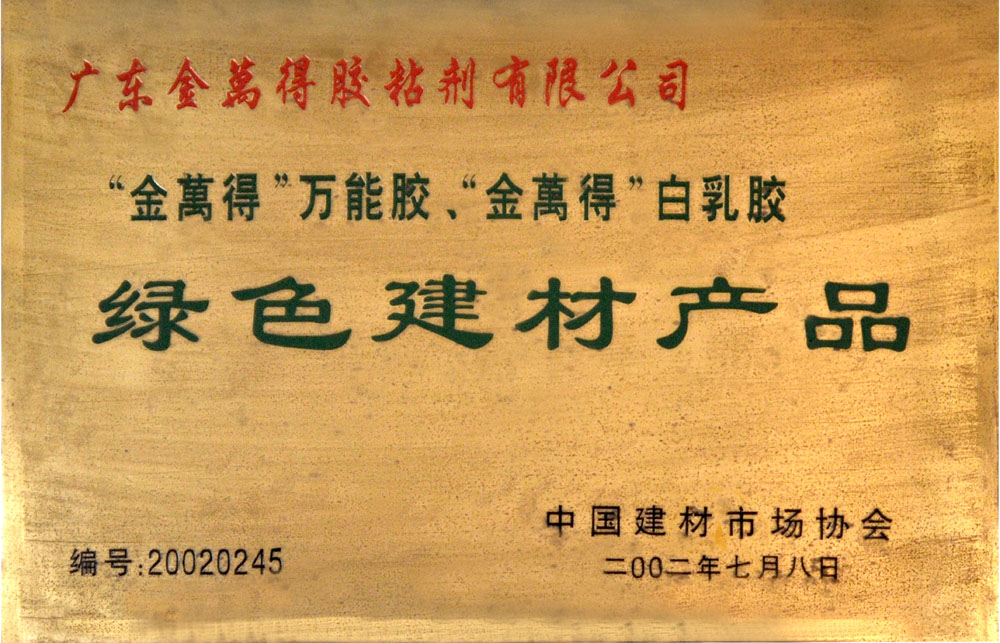 广东金萬得胶粘剂有限公司
“金萬得”万能胶、“金萬得”白乳胶
绿色建材产品
中国建材市场协会
编号:20020245
二00二年七月八日